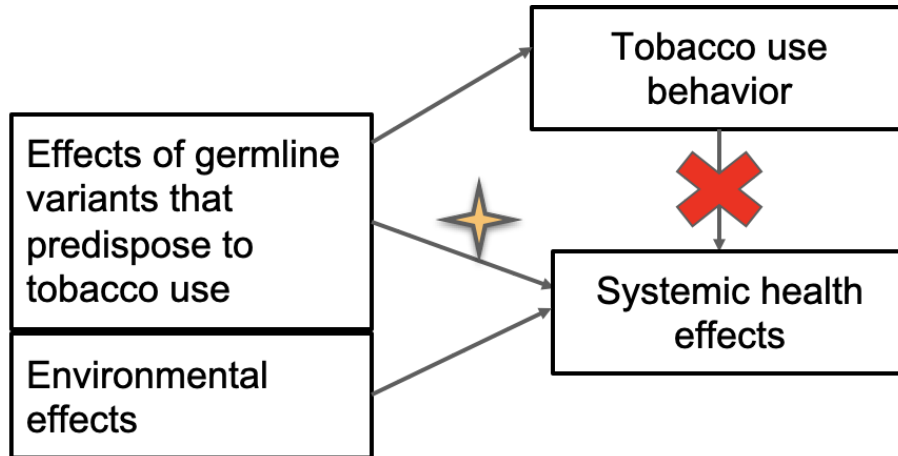 Tobacco use
behavior
Effects of germline
variants that
predispose to
tobacco use
Systemic health
effects
Environmental
effects